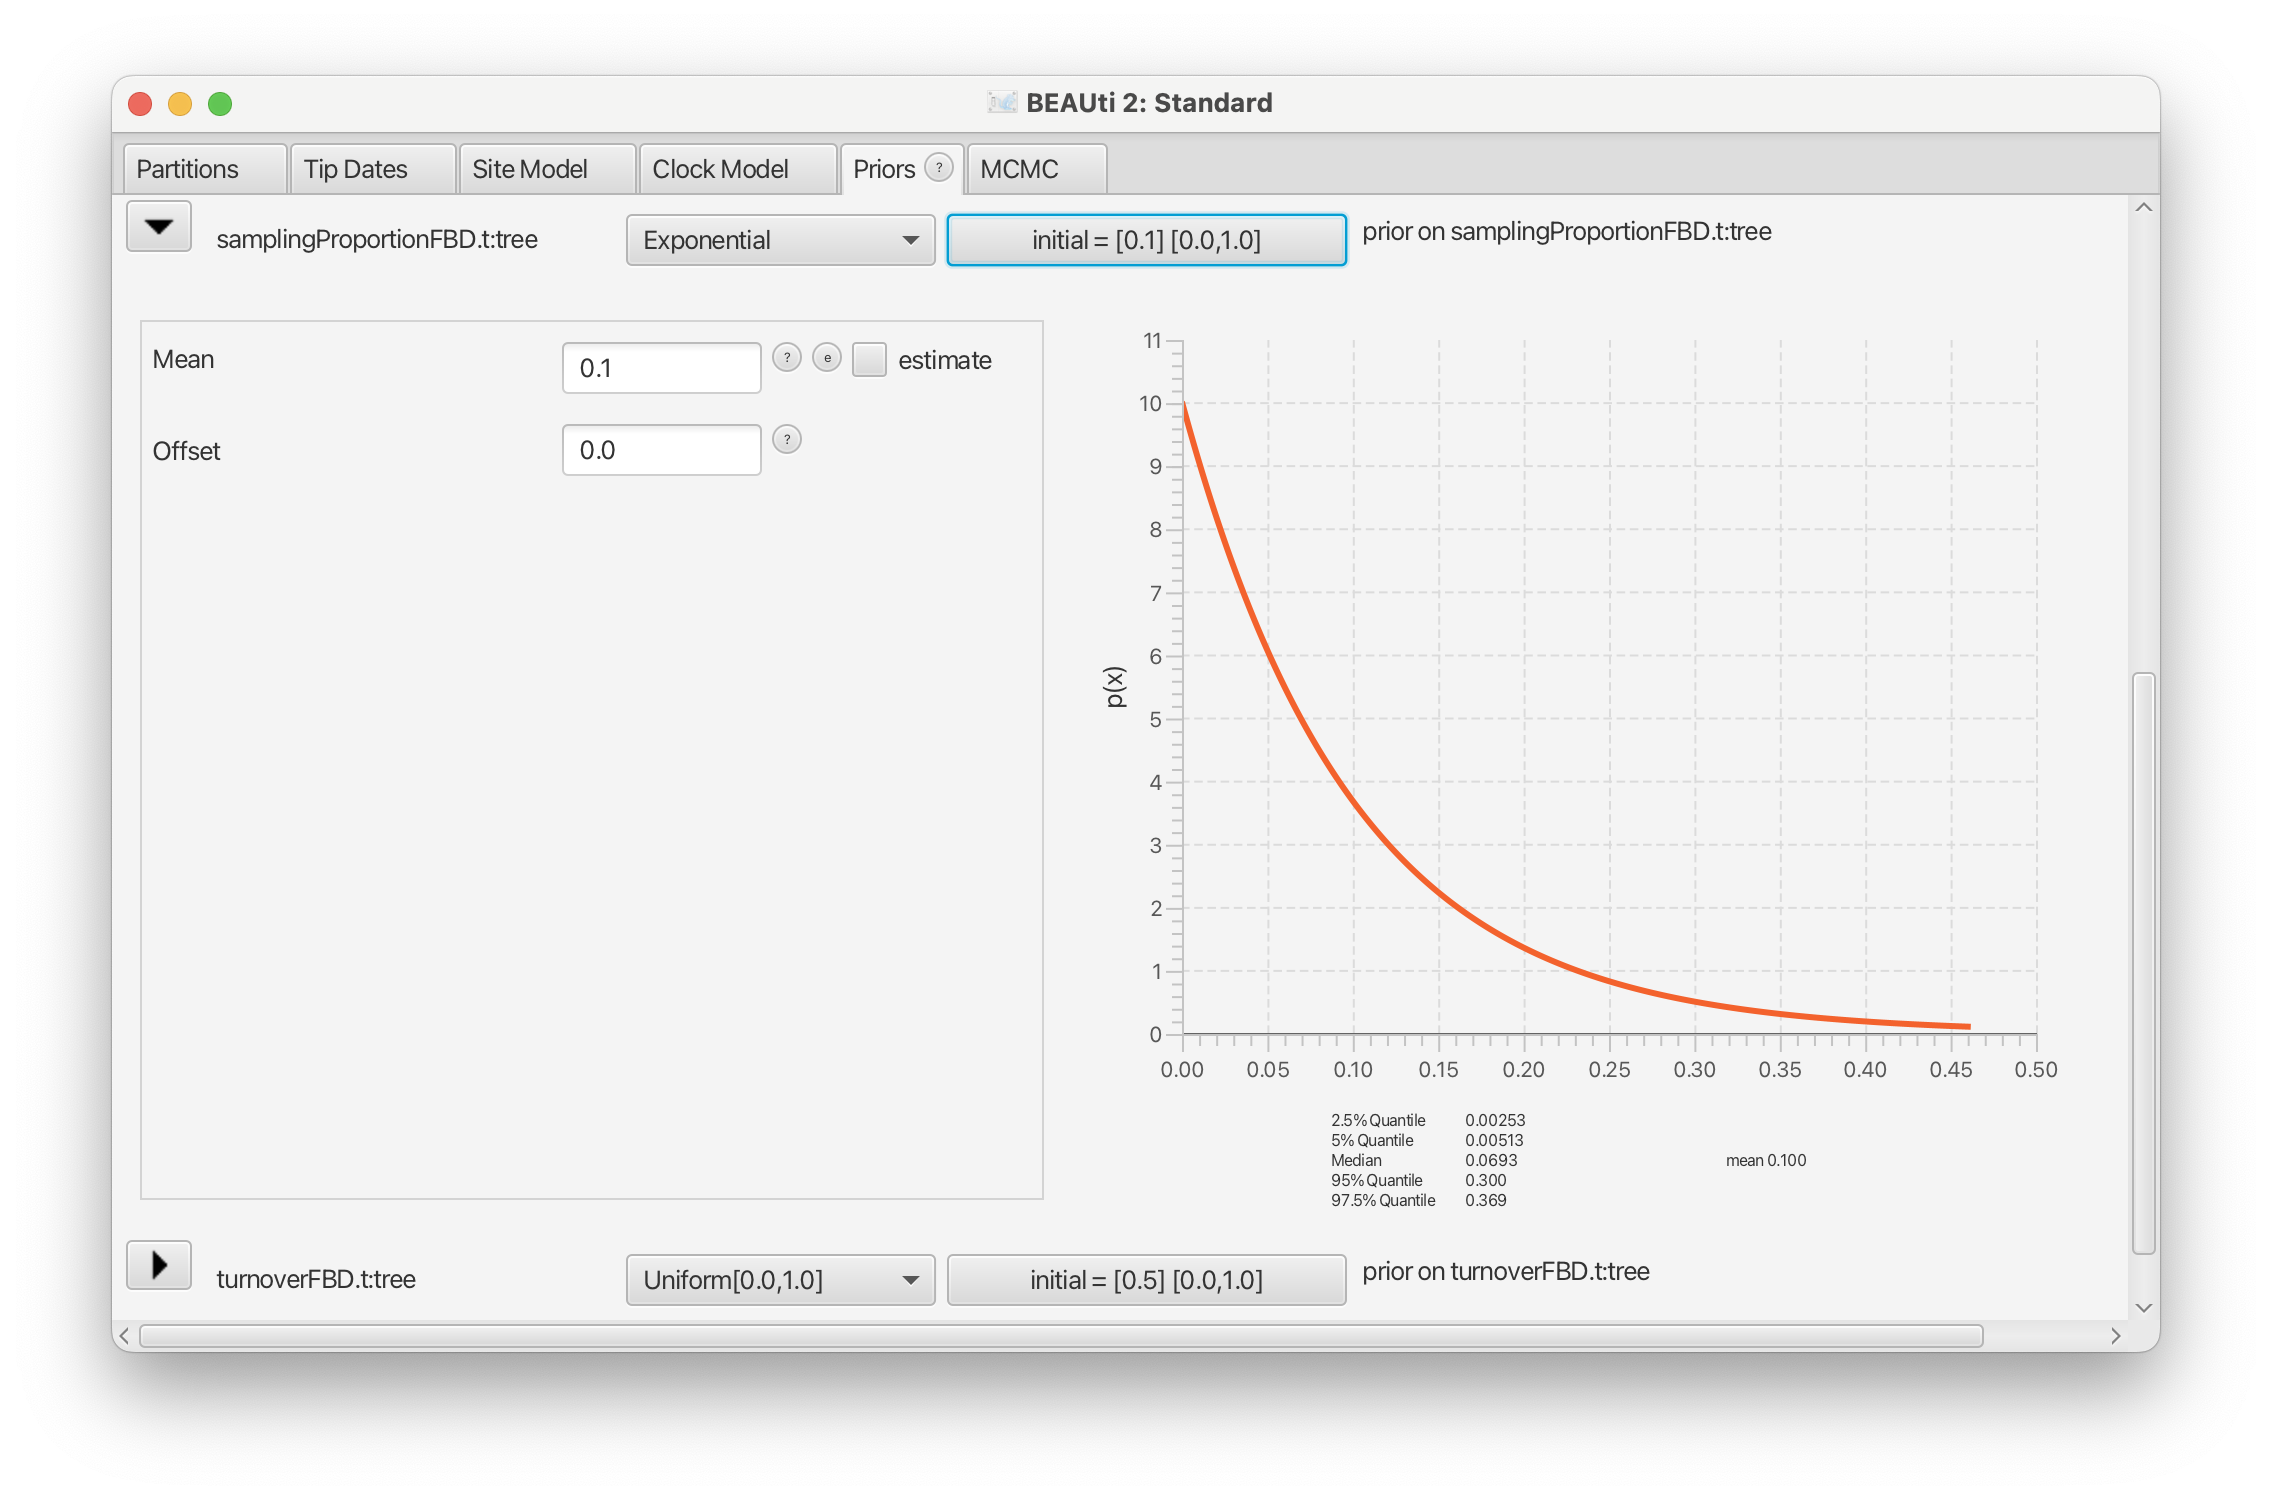 BEAUti 2: Standard
Partitions Tip Dates Site Model Clock Model Priors ? MCMC
samplingProportionFBD.t:tree Exponential initial = [0.1] [0.0,1.0] prior on samplingProportionFBD.t:tree
Mean 0.1 ? e estimate
Offset 0.0 ?
11
10
9
8
7
6
5
4
3
2
1
0
p(x)
0.00 0.05 0.10 0.15 0.20 0.25 0.30 0.35 0.40 0.45 0.50
2.5% Quantile 0.00253
5% Quantile 0.00513
Median 0.0693 mean 0.100
95% Quantile 0.300
97.5% Quantile 0.369
turnoverFBD.t:tree Uniform[0.0,1.0] initial = [0.5] [0.0,1.0] prior on turnoverFBD.t:tree